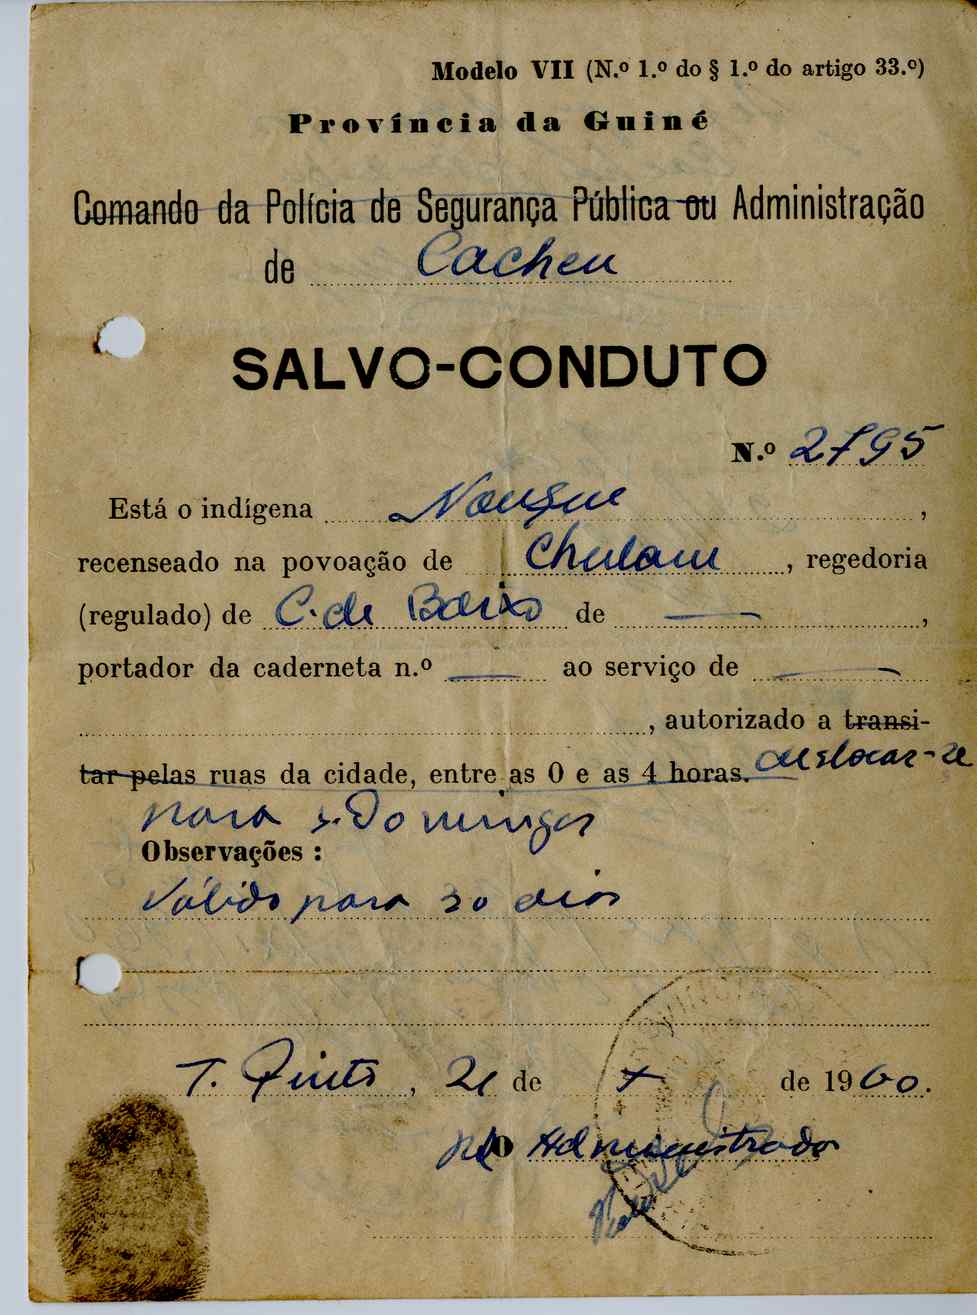 Modelo VII (N.º 1.º do § 1.º do artigo 33.º)
Província da Guiné
Comando da Polícia de Segurança Pública ou Administração
de Cacheu
SALVO-CONDUTO
N.º 2795
Está o indígena ,
recenseado na povoação de Chulam, regedoria
(regulado) de C. de Baixo de ,
portador da caderneta n.º ao serviço de
, autorizado a transi-
tar pelas ruas da cidade, entre as 0 e as 4 horas. deslocar-se
para S. Domingos
Observações :
Válido para 30 dias
T. Pinto, 21 de de 1960.
O Administrador